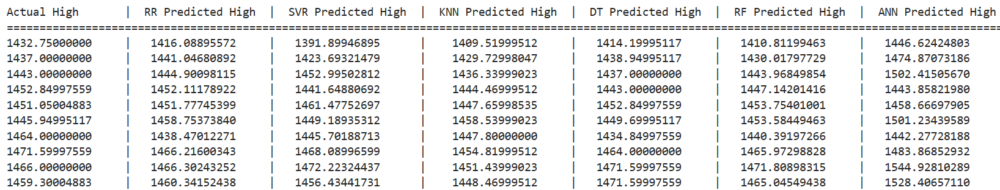 Actual High | RR Predicted High | SVR Predicted High | KNN Predicted High | DT Predicted High | RF Predicted High | ANN Predicted High
================================================================================================================================================================
1432.75000000 | 1416.08895572 | 1391.89946895 | 1409.51999512 | 1414.19995117 | 1410.81199463 | 1446.62424803
1437.00000000 | 1441.04680892 | 1423.69321479 | 1429.72998047 | 1438.94995117 | 1430.01797729 | 1474.87073186
1443.00000000 | 1444.90098115 | 1452.99502812 | 1436.33999023 | 1437.00000000 | 1443.96849854 | 1502.41505670
1452.84997559 | 1452.11178922 | 1441.64880692 | 1444.46999512 | 1443.00000000 | 1447.14201416 | 1443.85821980
1451.05004883 | 1451.77745399 | 1461.47752697 | 1447.65998535 | 1452.84997559 | 1453.75401001 | 1458.66697905
1445.94995117 | 1458.75373840 | 1449.18935312 | 1458.53999023 | 1449.69995117 | 1453.58449463 | 1501.23439589
1464.00000000 | 1438.47012271 | 1445.70188713 | 1447.80000000 | 1434.84997559 | 1440.39197266 | 1442.27728188
1471.59997559 | 1466.21600343 | 1468.08996599 | 1454.81999512 | 1464.00000000 | 1465.97298828 | 1483.86852932
1466.00000000 | 1466.30243252 | 1472.22324437 | 1451.43999023 | 1471.59997559 | 1471.80898315 | 1544.92810289
1459.30004883 | 1460.34152438 | 1456.43441731 | 1448.46999512 | 1471.59997559 | 1465.04549438 | 1528.40657110